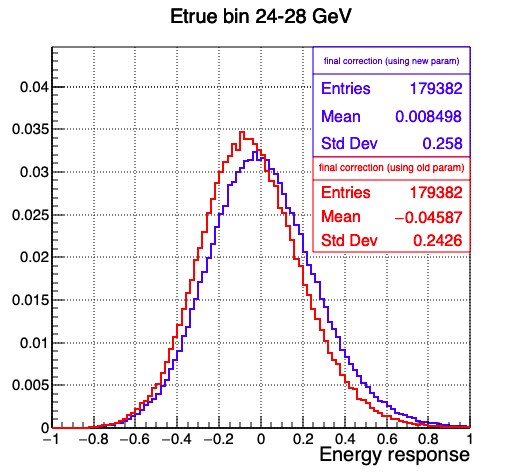 Etrue bin 24-28 GeV
final correction (using new param)
Entries 179382
Mean 0.008498
Std Dev 0.258
final correction (using old param)
Entries 179382
Mean −0.04587
Std Dev 0.2426
0.04
0.035
0.03
0.025
0.02
0.015
0.01
0.005
0
−1 −0.8 −0.6 −0.4 −0.2 0 0.2 0.4 0.6 0.8 1
Energy response